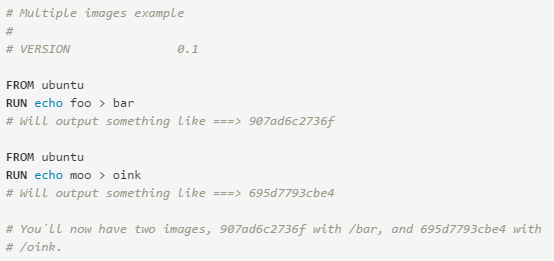 # Multiple images example
#
# VERSION               0.1
FROM ubuntu
RUN echo foo > bar
# Will output something like ===> 907ad6c2736f
FROM ubuntu
RUN echo moo > oink
# Will output something like ===> 695d7793cbe4
# You᾿ll now have two images, 907ad6c2736f with /bar, and 695d7793cbe4 with
# /oink.